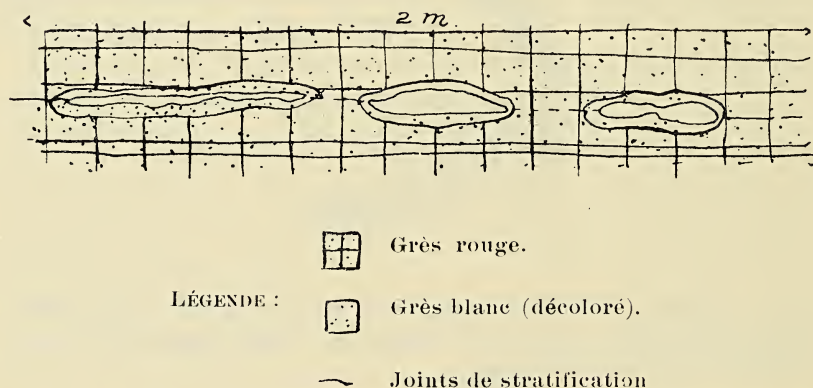 2 m
Grès rouge.
LÉGENDE :
Grès blanc (décoloré).
Joints de stratification